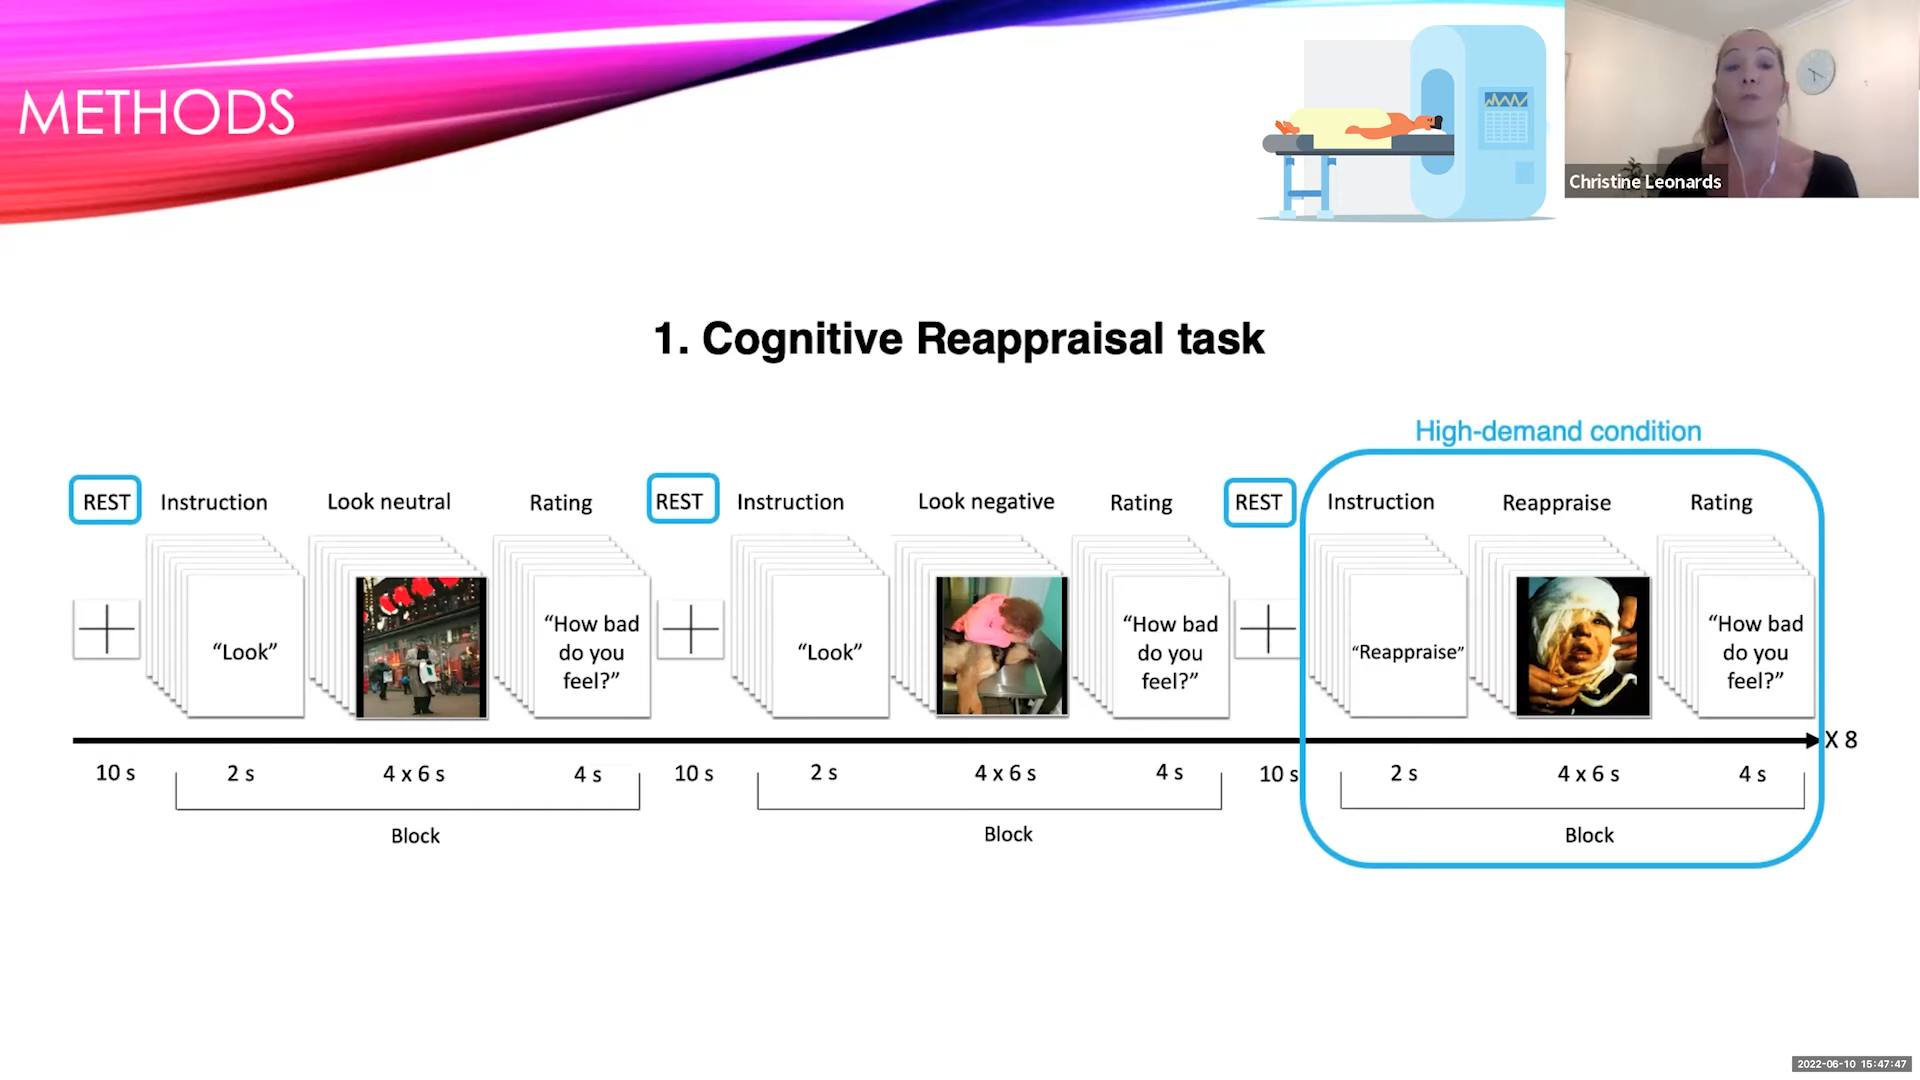 METHODS
Christine Leonards
1. Cognitive Reappraisal task
High-demand condition
REST Instruction Look neutral Rating REST Instruction Look negative Rating REST Instruction Reappraise Rating
“Look”
“How bad
do you
feel?”
“Look”
“How bad
do you
feel?”
“Reappraise”
“How bad
do you
feel?”
X 8
10 s 2 s 4 x 6 s 4 s 10 s 2 s 4 x 6 s 4 s 10 s 2 s 4 x 6 s 4 s
Block Block Block
2022-06-10 15:47:47